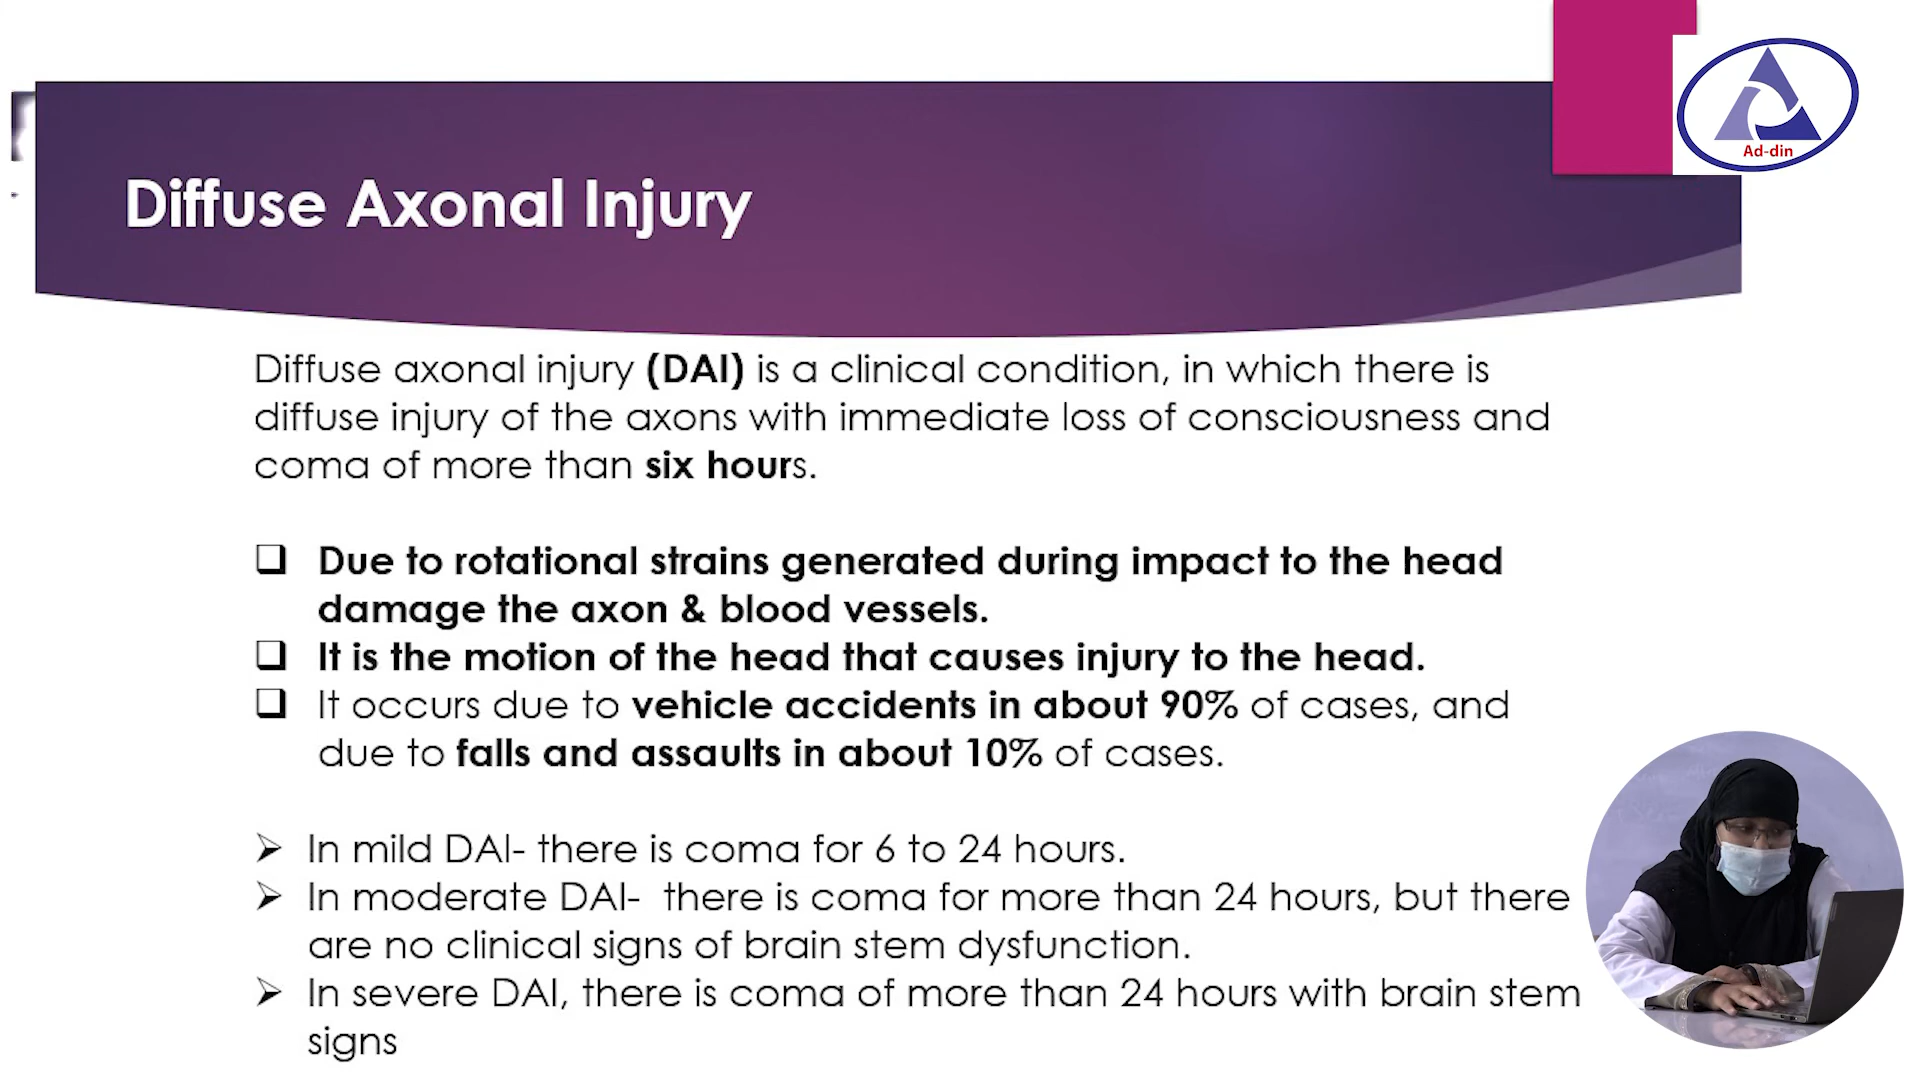 Ad-din
Diffuse Axonal Injury
Diffuse axonal injury (DAI) is a clinical condition, in which there is
diffuse injury of the axons with immediate loss of consciousness and
coma of more than six hours.
❑ Due to rotational strains generated during impact to the head
damage the axon & blood vessels.
❑ It is the motion of the head that causes injury to the head.
❑ It occurs due to vehicle accidents in about 90% of cases, and
due to falls and assaults in about 10% of cases.
➢ In mild DAI- there is coma for 6 to 24 hours.
➢ In moderate DAI- there is coma for more than 24 hours, but there
are no clinical signs of brain stem dysfunction.
➢ In severe DAI, there is coma of more than 24 hours with brain stem
signs